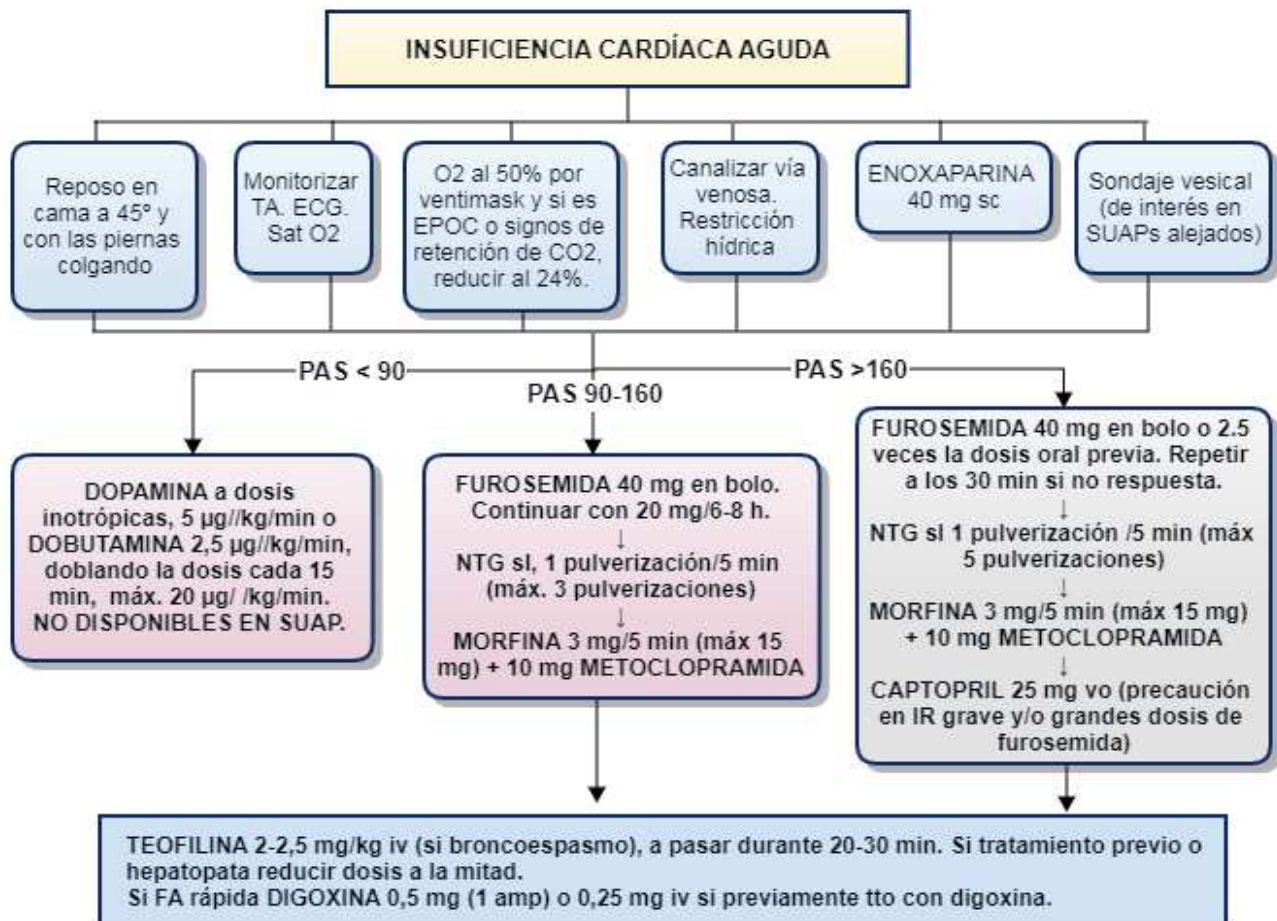 INSUFICIENCIA CARDÍACA AGUDA
Reposo en
cama a 45º y
con las piernas
colgando
Monitorizar
TA. ECG.
Sat O2
O2 al 50% por
ventimask y si es
EPOC o signos de
retención de CO2,
reducir al 24%.
Canalizar vía
venosa.
Restricción
hídrica
ENOXAPARINA
40 mg sc
Sondaje vesical
(de interés en
SUAPs alejados)
PAS < 90
PAS 90-160
PAS >160
DOPAMINA a dosis
inotrópicas, 5 µg//kg/min o
DOBUTAMINA 2,5 µg//kg/min,
doblando la dosis cada 15
min, máx. 20 µg/ /kg/min.
NO DISPONIBLES EN SUAP.
FUROSEMIDA 40 mg en bolo.
Continuar con 20 mg/6-8 h.
↓
NTG sl, 1 pulverización/5 min
(máx. 3 pulverizaciones)
↓
MORFINA 3 mg/5 min (máx 15
mg) + 10 mg METOCLOPRAMIDA
FUROSEMIDA 40 mg en bolo o 2.5
veces la dosis oral previa. Repetir
a los 30 min si no respuesta.
↓
NTG sl 1 pulverización /5 min (máx
5 pulverizaciones)
↓
MORFINA 3 mg/5 min (máx 15 mg)
+ 10 mg METOCLOPRAMIDA
↓
CAPTOPRIL 25 mg vo (precaución
en IR grave y/o grandes dosis de
furosemida)
TEOFILINA 2-2,5 mg/kg iv (si broncoespasmo), a pasar durante 20-30 min. Si tratamiento previo o
hepatopata reducir dosis a la mitad.
Si FA rápida DIGOXINA 0,5 mg (1 amp) o 0,25 mg iv si previamente tto con digoxina.